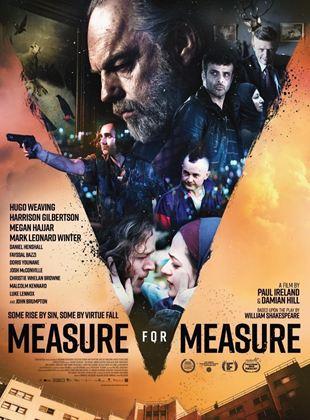 HUGO WEAVING
HARRISON GILBERTSON
MEGAN HAJJAR
MARK LEONARD WINTER
DANIEL HENSHALL
FAYSSAL BAZZI
DORIS YOUNANE
JOSH McCONVILLE
CHRISTIE WHELAN BROWNE
MALCOLM KENNARD
LUKE LENNOX
AND JOHN BRUMPTON
A FILM BY
PAUL IRELAND
& DAMIAN HILL
BASED UPON THE PLAY BY
WILLIAM SHAKESPEARE
SOME RISE BY SIN, SOME BY VIRTUE FALL
MEASURE FOR MEASURE